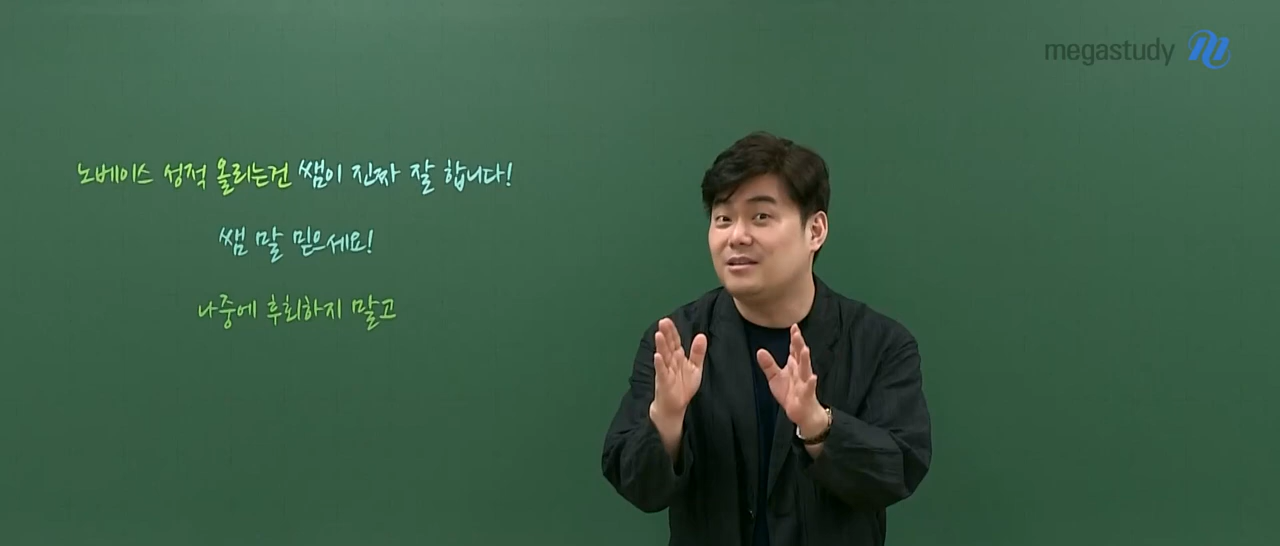 megastudy
노베이스 성적 올리는건 쌤이 진짜 잘 합니다!
쌤 말 믿으세요!
나중에 후회하지 말고